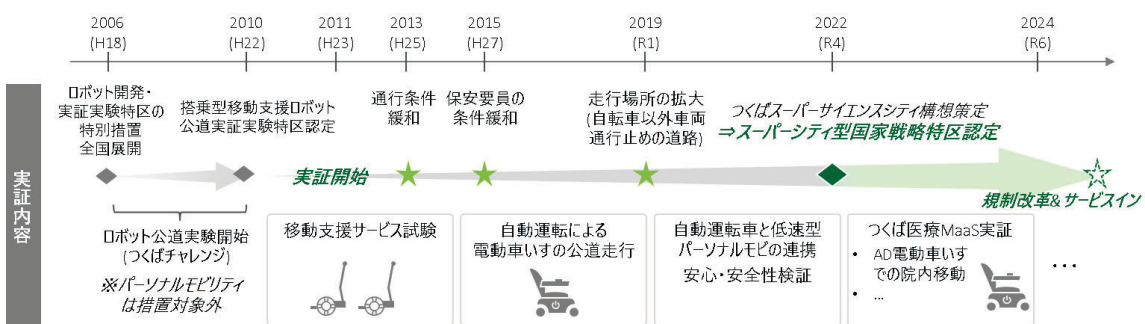 2006
(H18)
2010
(H22)
2011
(H23)
2013
(H25)
2015
(H27)
2019
(R1)
2022
(R4)
2024
(R6)
実証内容
ロボット開発・
実証実験特区の
特別措置
全国展開
搭乗型移動支援ロボット
公道実証実験特区認定
通行条件
緩和
保安要員の
条件緩和
走行場所の拡大
(自転車以外車両
通行止めの道路)
つくばスーパーサイエンスシティ構想策定
⇒スーパーシティ型国家戦略特区認定
実証開始
規制改革&サービスイン
ロボット公道実験開始
(つくばチャレンジ)
※パーソナルモビリティ
は措置対象外
移動支援サービス試験
自動運転による
電動車いすの公道走行
自動運転車と低速型
パーソナルモビの連携
安心・安全性検証
つくば医療MaaS実証
• AD電動車いす
での院内移動
• ...
…